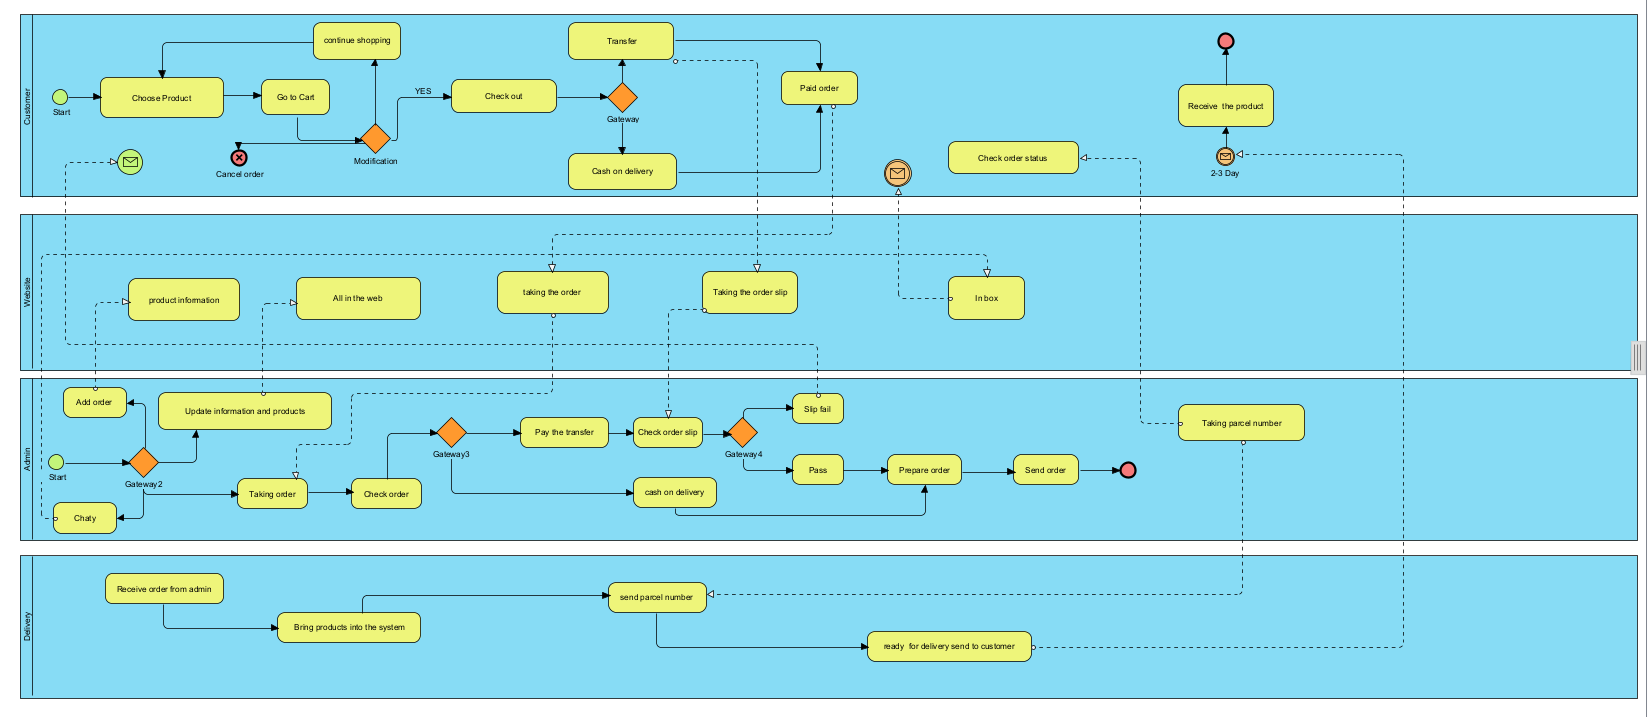 Customer
continue shopping
Transfer
Choose Product
Go to Cart
YES
Check out
Paid order
Start
Gateway
Receive the product
Modification
Cancel order
Cash on delivery
Check order status
2-3 Day
Website
product information
All in the web
taking the order
Taking the order slip
In box
Admin
Add order
Update information and products
Slip fail
Pay the transfer
Check order slip
Taking parcel number
Gateway3
Gateway4
Start
Gateway2
Pass
Prepare order
Send order
Taking order
Check order
cash on delivery
Chaty
Delivery
Receive order from admin
send parcel number
Bring products into the system
ready for delivery send to customer